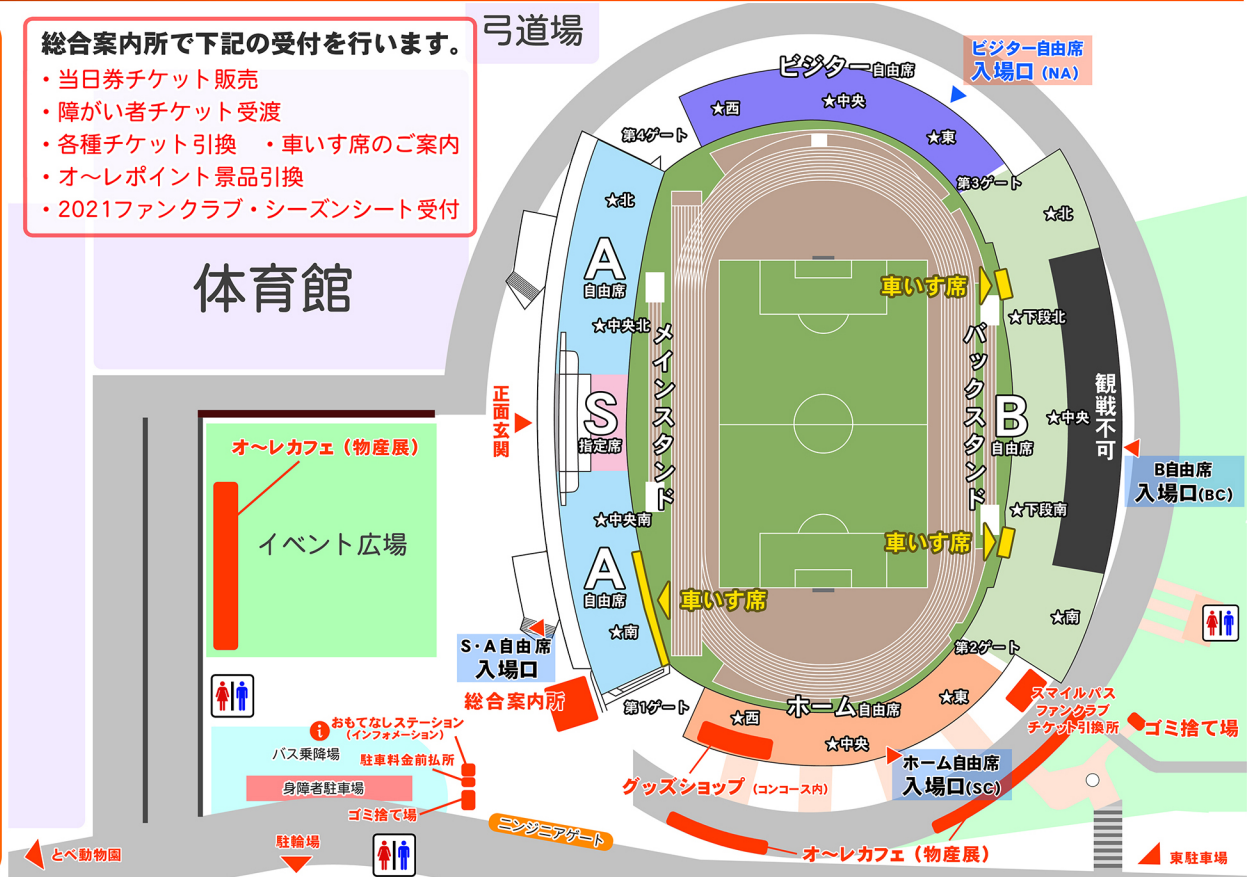 総合案内所で下記の受付を行います。
・当日券チケット販売
・障がい者チケット受渡
・各種チケット引換 ・車いす席のご案内
・オ～レポイント景品引換
・2021ファンクラブ・シーズンシート受付
弓道場
体育館
ビジター自由席
★西
★中央
★東
ビジター自由席
入場口(NA)
第4ゲート
第3ゲート
★北
A
自由席
★中央北
S
指定席
★中央南
A
自由席
★南
メインスタンド
バックスタンド
車いす席
車いす席
車いす席
★北
★下段北
B
自由席
★中央
★下段南
★南
観戦不可
B自由席
入場口(BC)
正面玄関
オ～レカフェ(物産展)
イベント広場
S・A自由席
入場口
総合案内所
第1ゲート
第2ゲート
ホーム自由席
★西
★中央
★東
グッズショップ(コンコース内)
ホーム自由席
入場口(SC)
スマイルパス
ファンクラブ
チケット引換所
ゴミ捨て場
i
おもてなしステーション
(インフォメーション)
バス乗降場
駐車料金前払所
身障者駐車場
ゴミ捨て場
ニンジニアゲート
オ～レカフェ(物産展)
とべ動物園
駐輪場
東駐車場